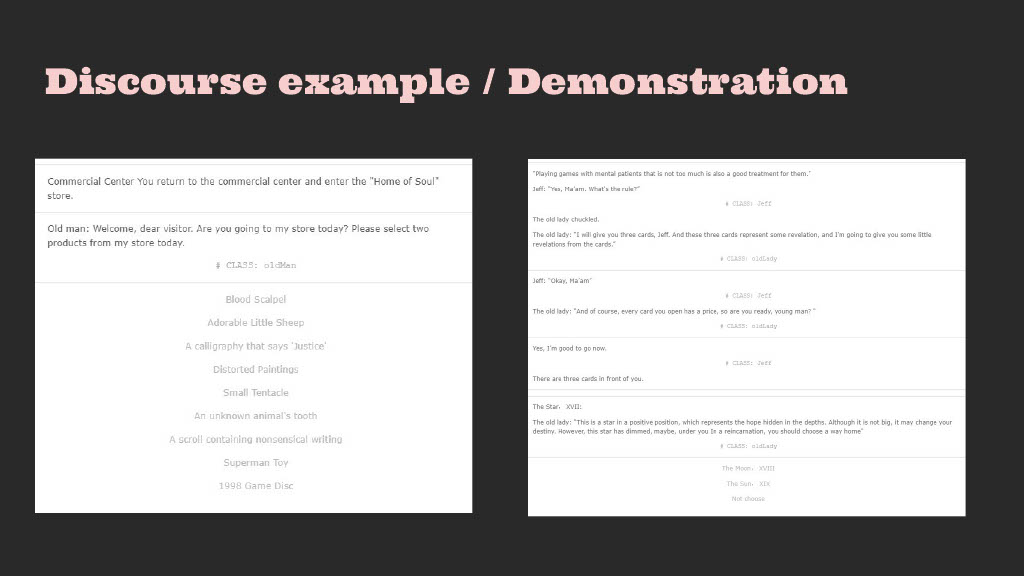 Discourse example / Demonstration
Commercial Center You return to the commercial center and enter the "Home of Soul"
store.
Old man: Welcome, dear visitor. Are you going to my store today? Please select two
products from my store today.
# CLASS: oldMan
Blood Scalpel
Adorable Little Sheep
A calligraphy that says 'Justice'
Distorted Paintings
Small Tentacle
An unknown animal's tooth
A scroll containing nonsensical writing
Superman Toy
1998 Game Disc
"Playing games with mental patients that is not too much is also a good treatment for them."
Jeff: "Yes, Ma'am. What's the rule?"
# CLASS: Jeff
The old lady chuckled.
The old lady: "I will give you three cards, Jeff. And these three cards represent some revelation, and I'm going to give you some little
revelations from the cards."
# CLASS: oldLady
Jeff: "Okay, Ma'am"
# CLASS: Jeff
The old lady: "And of course, every card you open has a price, so are you ready, young man? "
# CLASS: oldLady
Yes, I'm good to go now.
# CLASS: Jeff
There are three cards in front of you.
The Star， XVII:
The old lady: "This is a star in a positive position, which represents the hope hidden in the depths. Although it is not big, it may change your
destiny. However, this star has dimmed, maybe, under you In a reincarnation, you should choose a way home"
# CLASS: oldLady
The Moon， XVIII
The Sun， XIX
Not choose